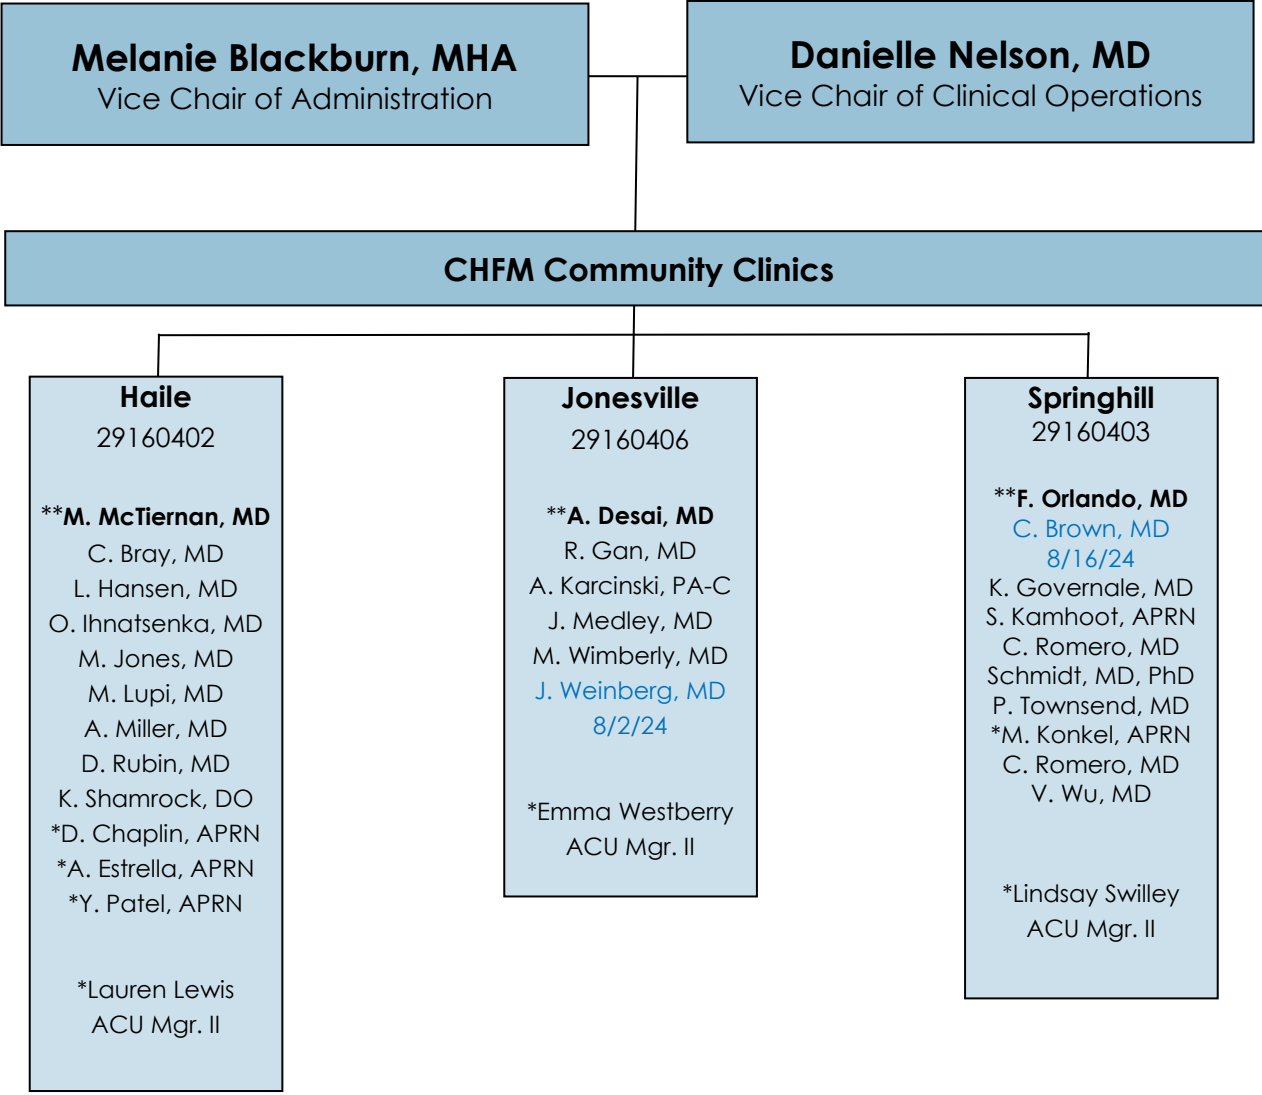 Melanie Blackburn, MHA
Vice Chair of Administration
Danielle Nelson, MD
Vice Chair of Clinical Operations
CHFM Community Clinics
Haile
29160402
**M. McTiernan, MD
C. Bray, MD
L. Hansen, MD
O. Ihnatsenka, MD
M. Jones, MD
M. Lupi, MD
A. Miller, MD
D. Rubin, MD
K. Shamrock, DO
*D. Chaplin, APRN
*A. Estrella, APRN
*Y. Patel, APRN
*Lauren Lewis
ACU Mgr. II
Jonesville
29160406
**A. Desai, MD
R. Gan, MD
A. Karcinski, PA-C
J. Medley, MD
M. Wimberly, MD
J. Weinberg, MD
8/2/24
*Emma Westberry
ACU Mgr. II
Springhill
29160403
**F. Orlando, MD
C. Brown, MD
8/16/24
K. Governale, MD
S. Kamhoot, APRN
C. Romero, MD
Schmidt, MD, PhD
P. Townsend, MD
*M. Konkel, APRN
C. Romero, MD
V. Wu, MD
*Lindsay Swilley
ACU Mgr. II